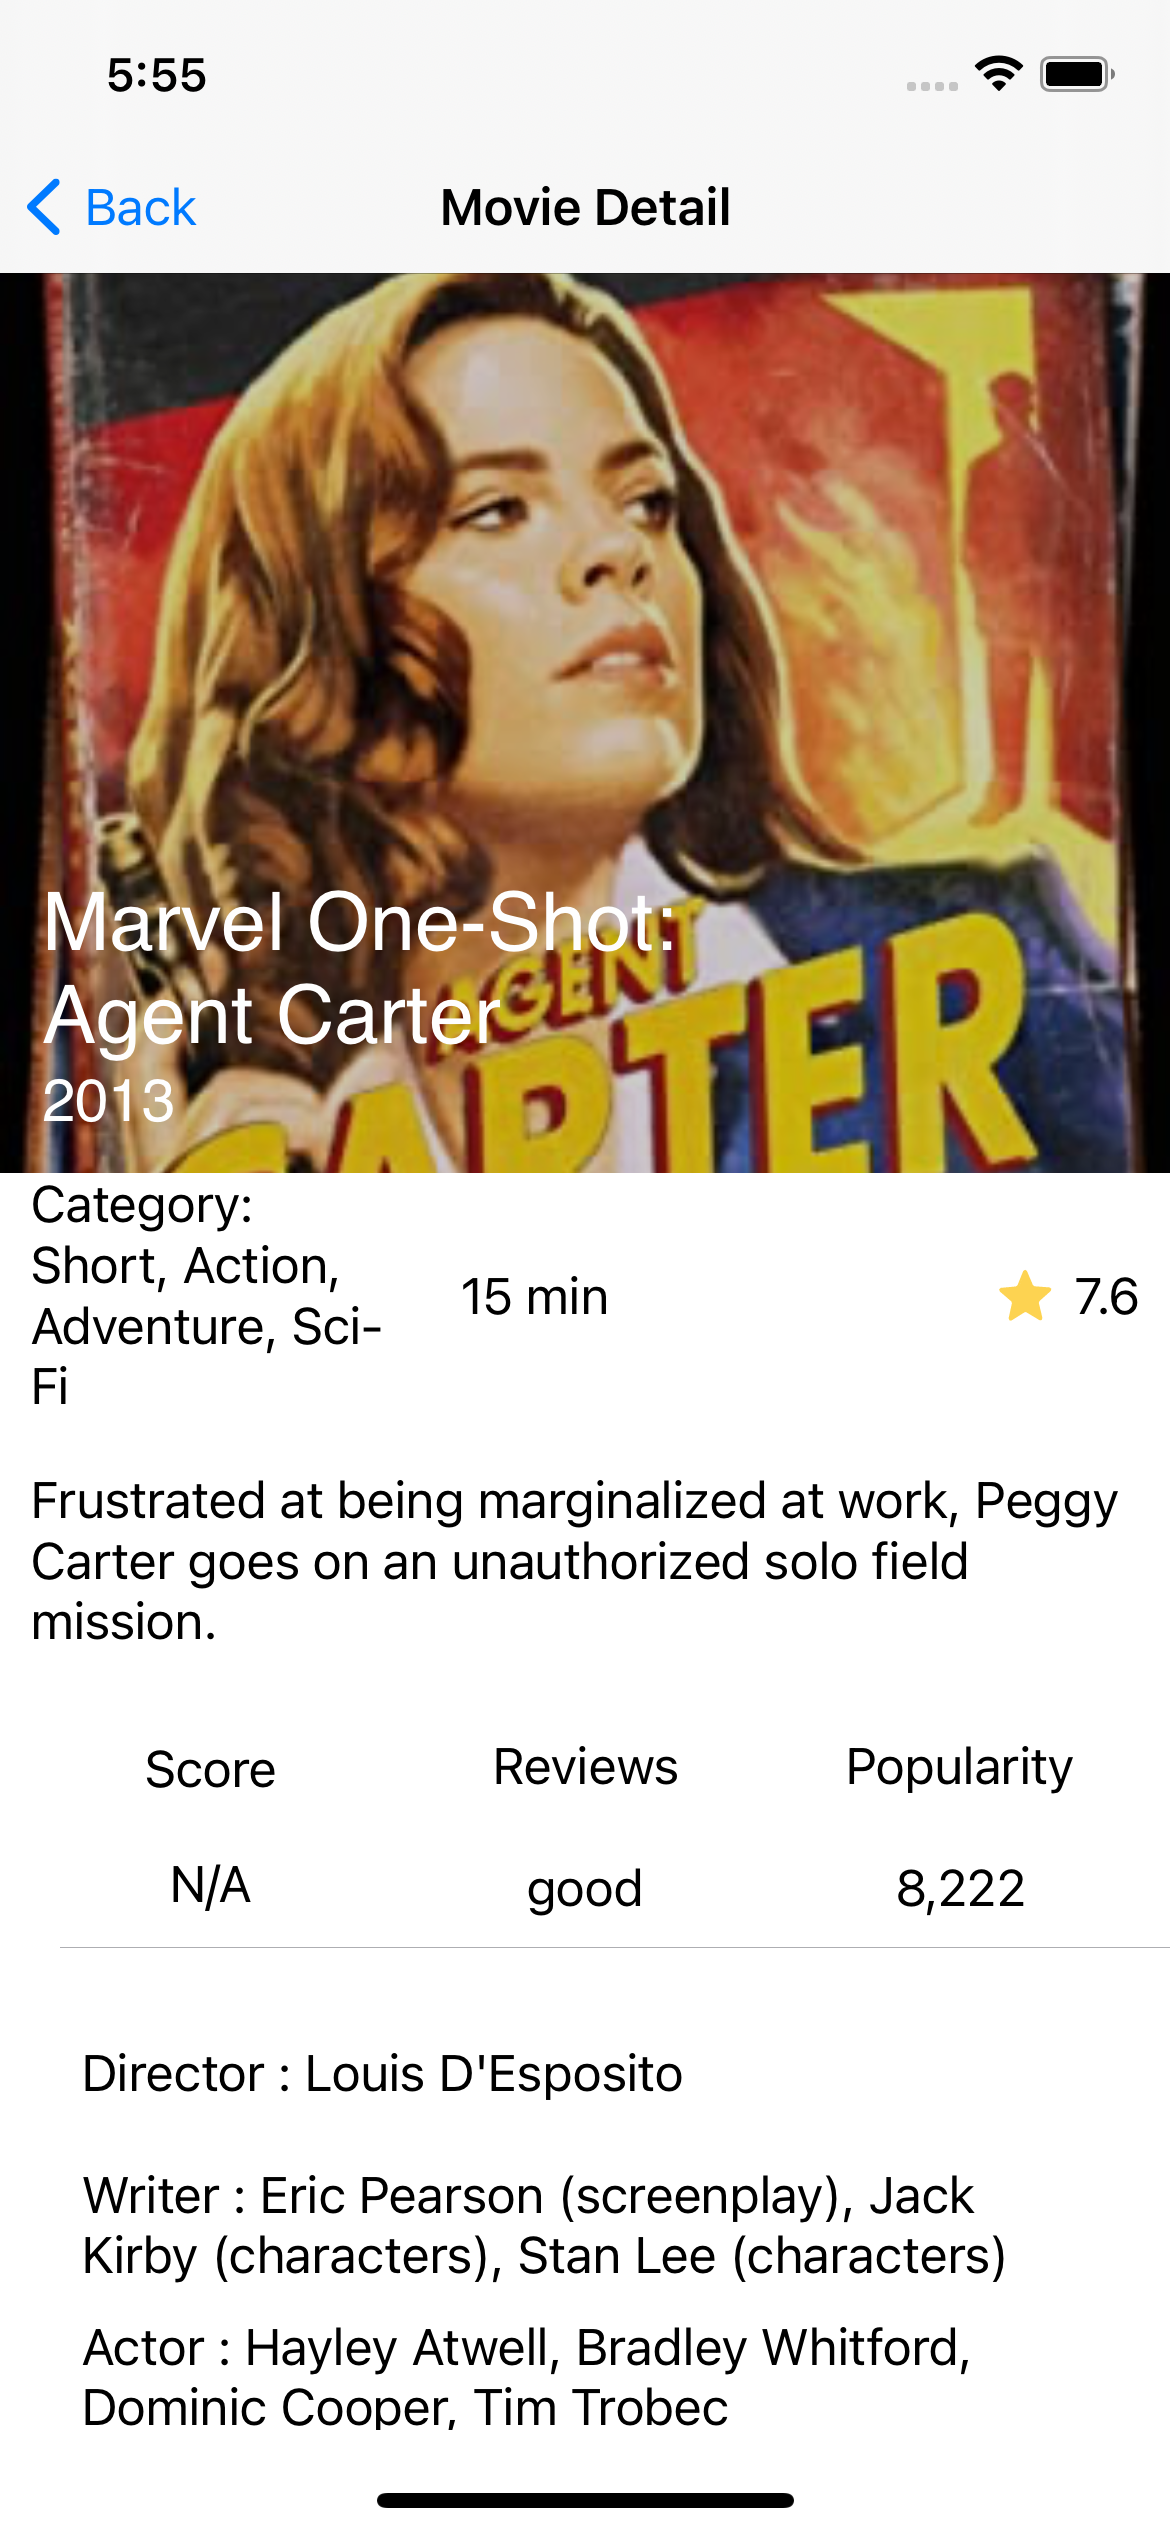 5:55
Back
Movie Detail
AGENT
CARTER
Marvel One-Shot:
Agent Carter
2013
Category:
Short, Action,
Adventure, Sci-
Fi
15 min
7.6
Frustrated at being marginalized at work, Peggy
Carter goes on an unauthorized solo field
mission.
Score
Reviews
Popularity
N/A
good
8,222
Director : Louis D'Esposito
Writer : Eric Pearson (screenplay), Jack
Kirby (characters), Stan Lee (characters)
Actor : Hayley Atwell, Bradley Whitford,
Dominic Cooper, Tim Trobec